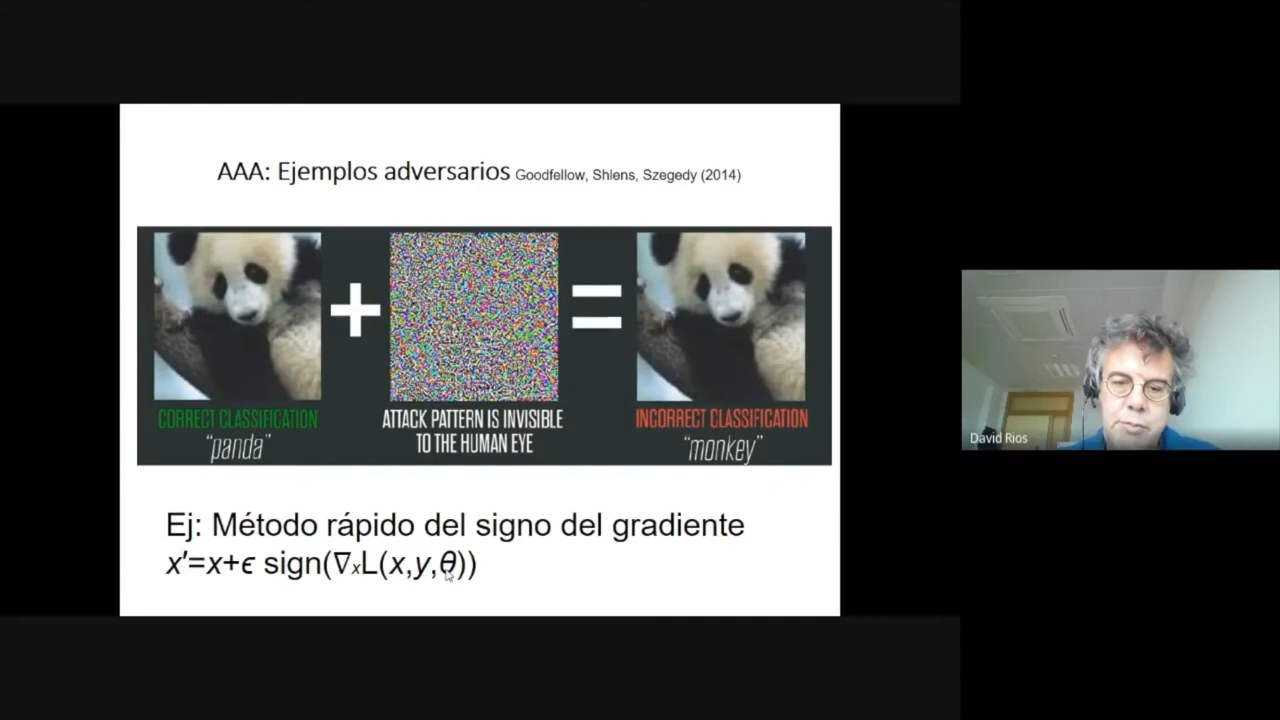 AAA: Ejemplos adversarios Goodfellow, Shlens, Szegedy (2014)
CORRECT CLASSIFICATION
"panda"
ATTACK PATTERN IS INVISIBLE
TO THE HUMAN EYE
INCORRECT CLASSIFICATION
"monkey"
Ej: Método rápido del signo del gradiente
x'=x+ϵ sign(∇ₓL(x,y,θ))
David Rios